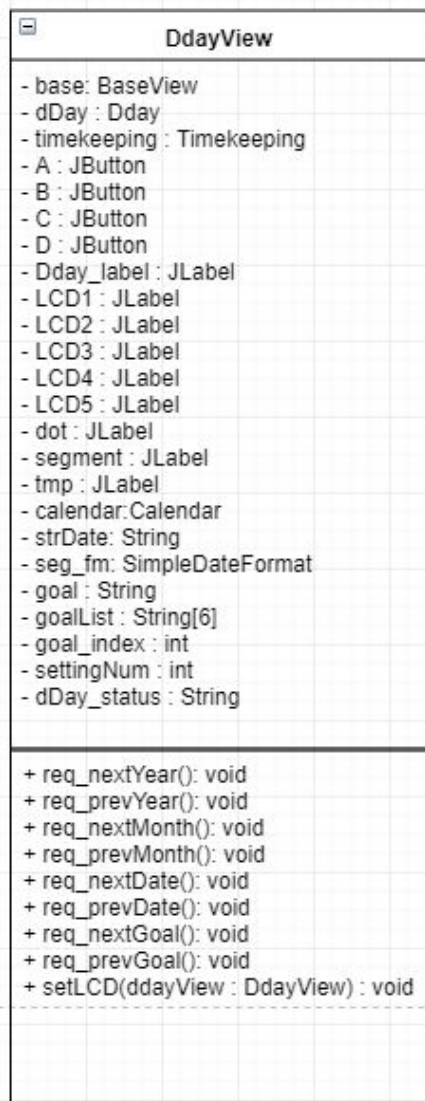 DdayView
- base: BaseView
- dDay : Dday
- timekeeping : Timekeeping
- A : JButton
- B : JButton
- C : JButton
- D : JButton
- Dday_label : JLabel
- LCD1 : JLabel
- LCD2 : JLabel
- LCD3 : JLabel
- LCD4 : JLabel
- LCD5 : JLabel
- dot : JLabel
- segment : JLabel
- tmp : JLabel
- calendar:Calendar
- strDate: String
- seg_fm: SimpleDateFormat
- goal : String
- goalList : String[6]
- goal_index : int
- settingNum : int
- dDay_status : String
+ req_nextYear(): void
+ req_prevYear(): void
+ req_nextMonth(): void
+ req_prevMonth(): void
+ req_nextDate(): void
+ req_prevDate(): void
+ req_nextGoal(): void
+ req_prevGoal(): void
+ setLCD(ddayView : DdayView) : void